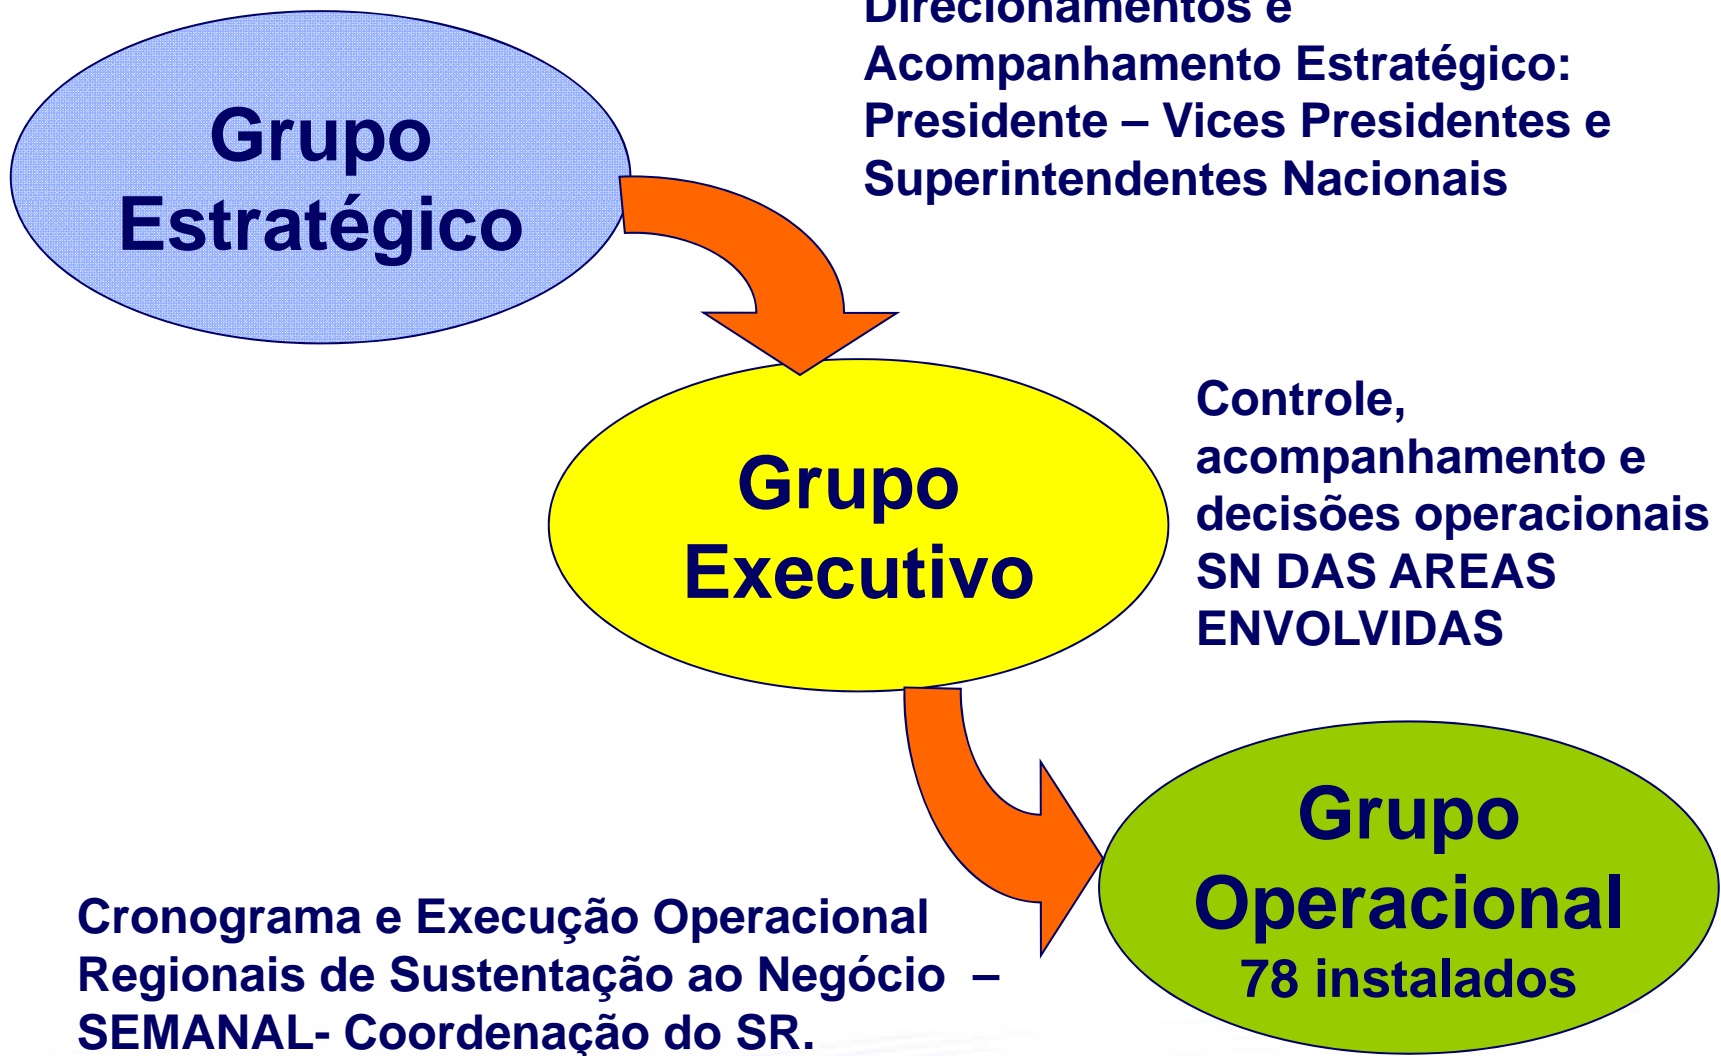 Direcionamentos e
Acompanhamento Estratégico:
Presidente – Vices Presidentes e
Superintendentes Nacionais
Grupo
Estratégico
Controle,
acompanhamento e
decisões operacionais
SN DAS AREAS
ENVOLVIDAS
Grupo
Executivo
Grupo
Operacional
78 instalados
Cronograma e Execução Operacional
Regionais de Sustentação ao Negócio –
SEMANAL- Coordenação do SR.